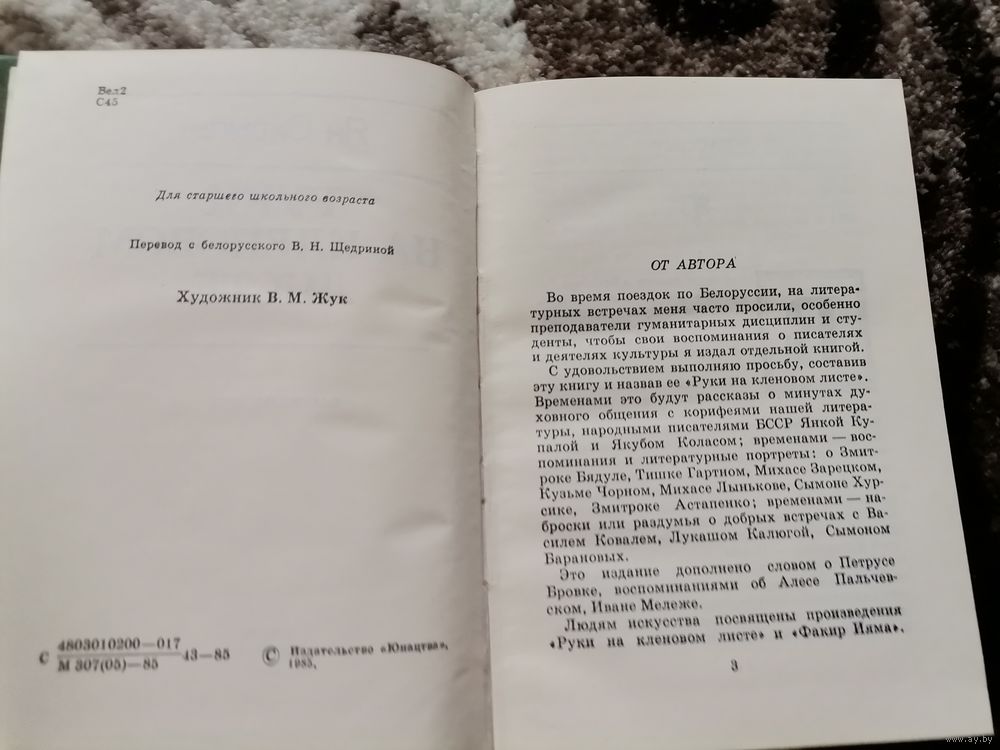 Бел2
С45
Для старшего школьного возраста
Перевод с белорусского В. Н. Щедриной
Художник В. М. Жук
С 4803010200—017
М 307(05)—85
43—85
© Издательство «Юнацтва»,
1985.
ОТ АВТОРА
Во время поездок по Белоруссии, на литера-
турных встречах меня часто просили, особенно
преподаватели гуманитарных дисциплин и сту-
денты, чтобы свои воспоминания о писателях
и деятелях культуры я издал отдельной книгой.
С удовольствием выполняю просьбу, составив
эту книгу и назвав ее «Руки на кленовом листе».
Временами это будут рассказы о минутах ду-
ховного общения с корифеями нашей литера-
туры, народными писателями БССР Янкой Ку-
палой и Якубом Коласом; временами — вос-
поминания и литературные портреты: о Змит-
роке Бядуле, Тишке Гартном, Михасе Зарецком,
Кузьме Чорном, Михасе Лынькове, Сымоне Хур-
сике, Змитроке Астапенко; временами — на-
броски или раздумья о добрых встречах с Ва-
силем Ковалем, Лукашом Калюгой, Сымоном
Барановых.
Это издание дополнено словом о Петрусе
Бровке, воспоминаниями об Алесе Пальчев-
ском, Иване Мележе.
Людям искусства посвящены произведения
«Руки на кленовом листе» и «Факир Ияма».
3
www.ay.by